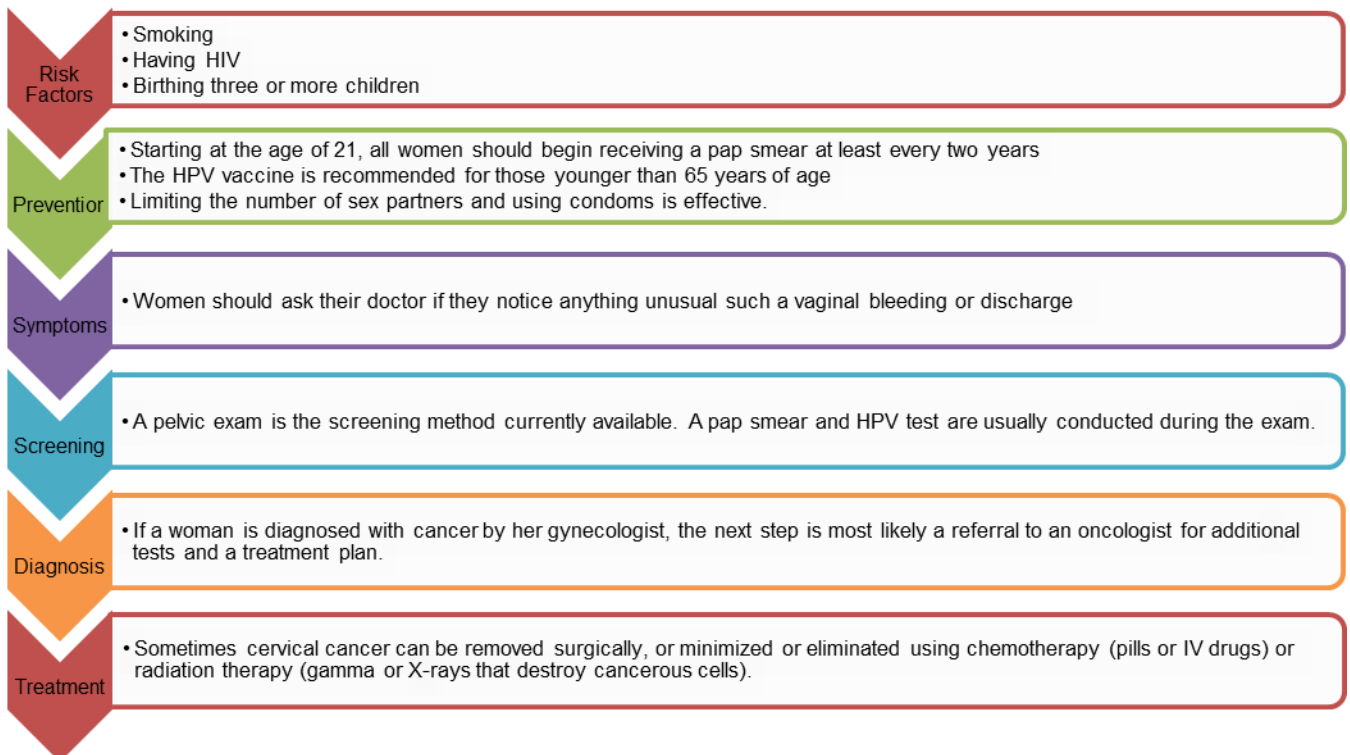 Risk
Factors
• Smoking
• Having HIV
• Birthing three or more children
Preventior
• Starting at the age of 21, all women should begin receiving a pap smear at least every two years
• The HPV vaccine is recommended for those younger than 65 years of age
• Limiting the number of sex partners and using condoms is effective.
Symptoms
• Women should ask their doctor if they notice anything unusual such a vaginal bleeding or discharge
Screening
• A pelvic exam is the screening method currently available. A pap smear and HPV test are usually conducted during the exam.
Diagnosis
• If a woman is diagnosed with cancer by her gynecologist, the next step is most likely a referral to an oncologist for additional
tests and a treatment plan.
Treatment
• Sometimes cervical cancer can be removed surgically, or minimized or eliminated using chemotherapy (pills or IV drugs) or
radiation therapy (gamma or X-rays that destroy cancerous cells).